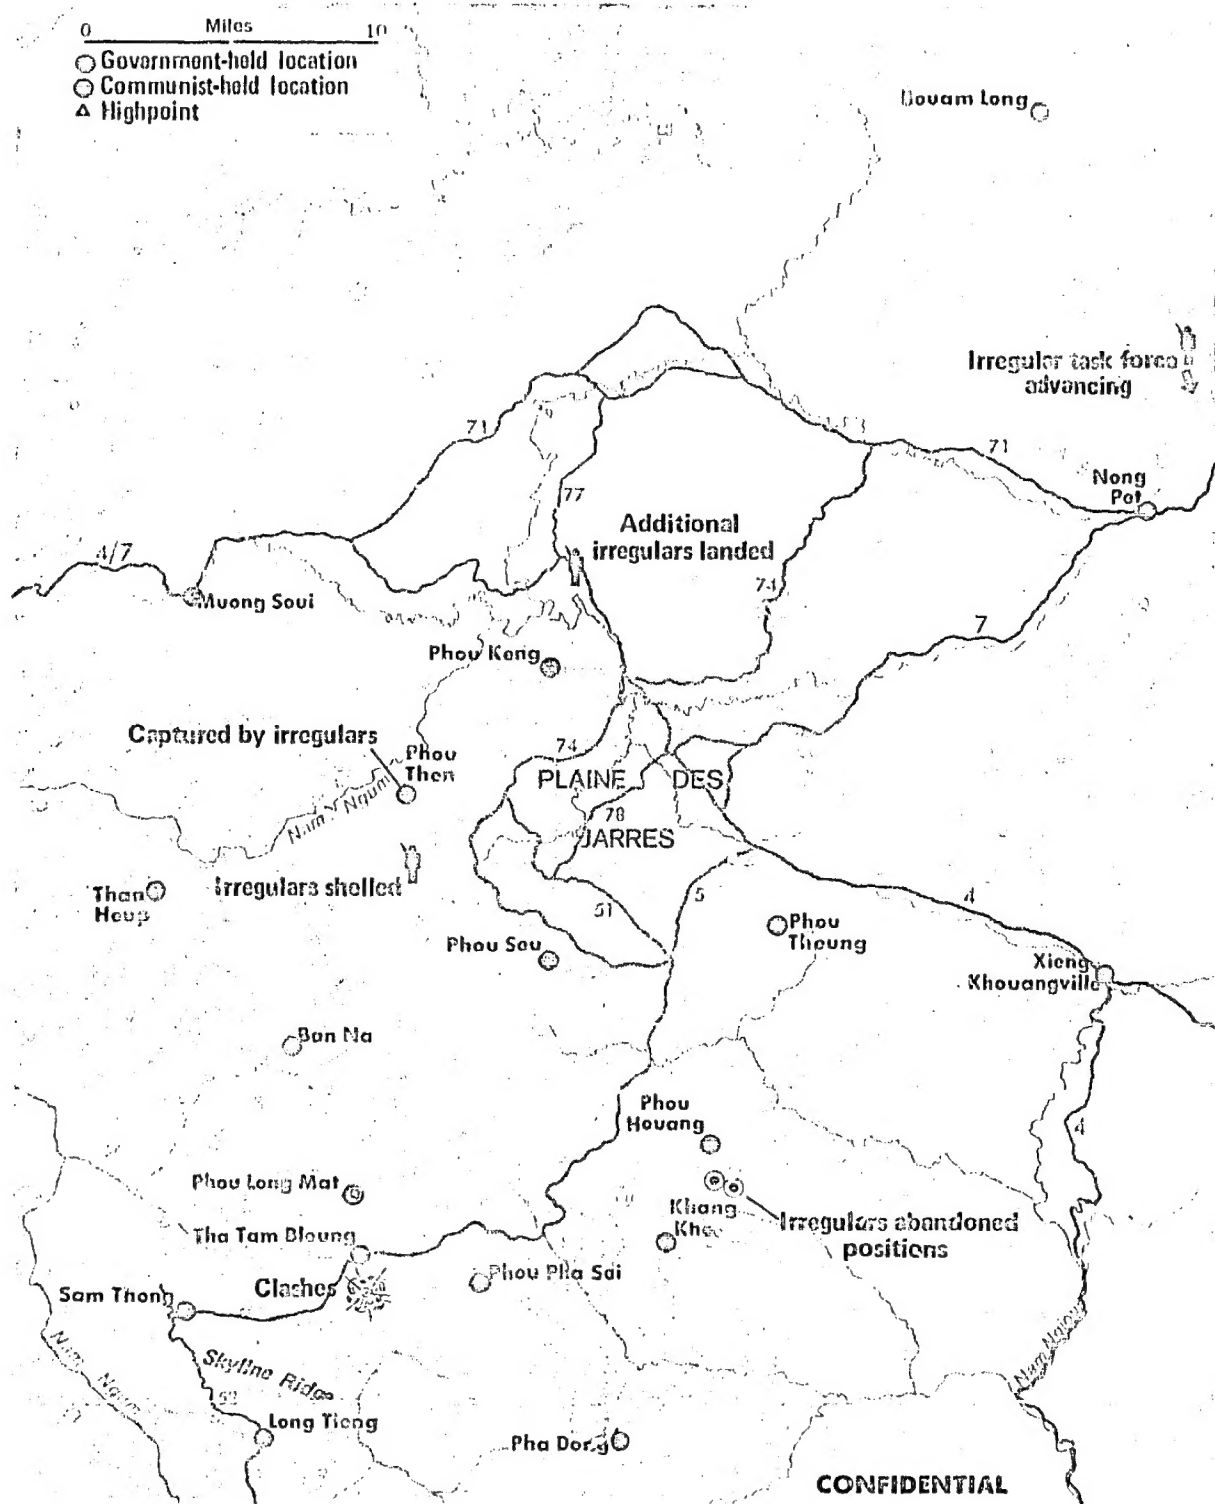 0 Miles 10
Government-held location
Communist-held location
Highpoint
Bouam Long
Irregular task force
advancing
71
71
Nong
Pet
77
Additional
irregulars landed
4/7
Muong Soui
73
7
Phou Keng
Captured by irregulars
Phou
Then
74
PLAINE DES
JARRES
78
Nam Ngum
Than
Heup
Irregulars shelled
51
5
4
Phou
Theung
Phou Seu
Xieng
Khouangville
Ban Na
Phou
Houang
4
Phou Long Mat
Khang
Kho
Irregulars abandoned
positions
Tha Tam Bleung
Clashes
Phou Pha Sai
Sam Thong
Nam Ngum
Skyline Ridge
Nam Ngiou
Long Tieng
Pha Dong
CONFIDENTIAL